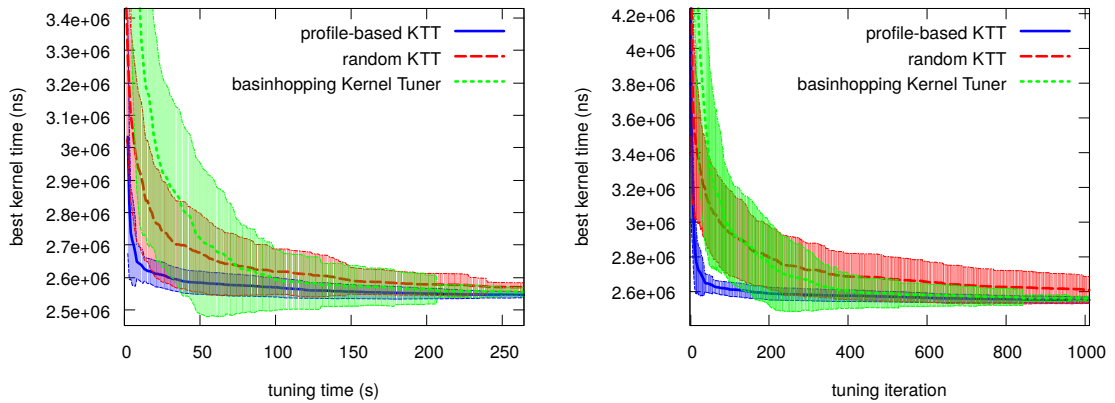 3.4e+06
3.3e+06
3.2e+06
3.1e+06
3e+06
2.9e+06
2.8e+06
2.7e+06
2.6e+06
2.5e+06
best kernel time (ns)
profile-based KTT
random KTT
basinhopping Kernel Tuner
0 50 100 150 200 250
tuning time (s)
4.2e+06
4e+06
3.8e+06
3.6e+06
3.4e+06
3.2e+06
3e+06
2.8e+06
2.6e+06
best kernel time (ns)
profile-based KTT
random KTT
basinhopping Kernel Tuner
0 200 400 600 800 1000
tuning iteration